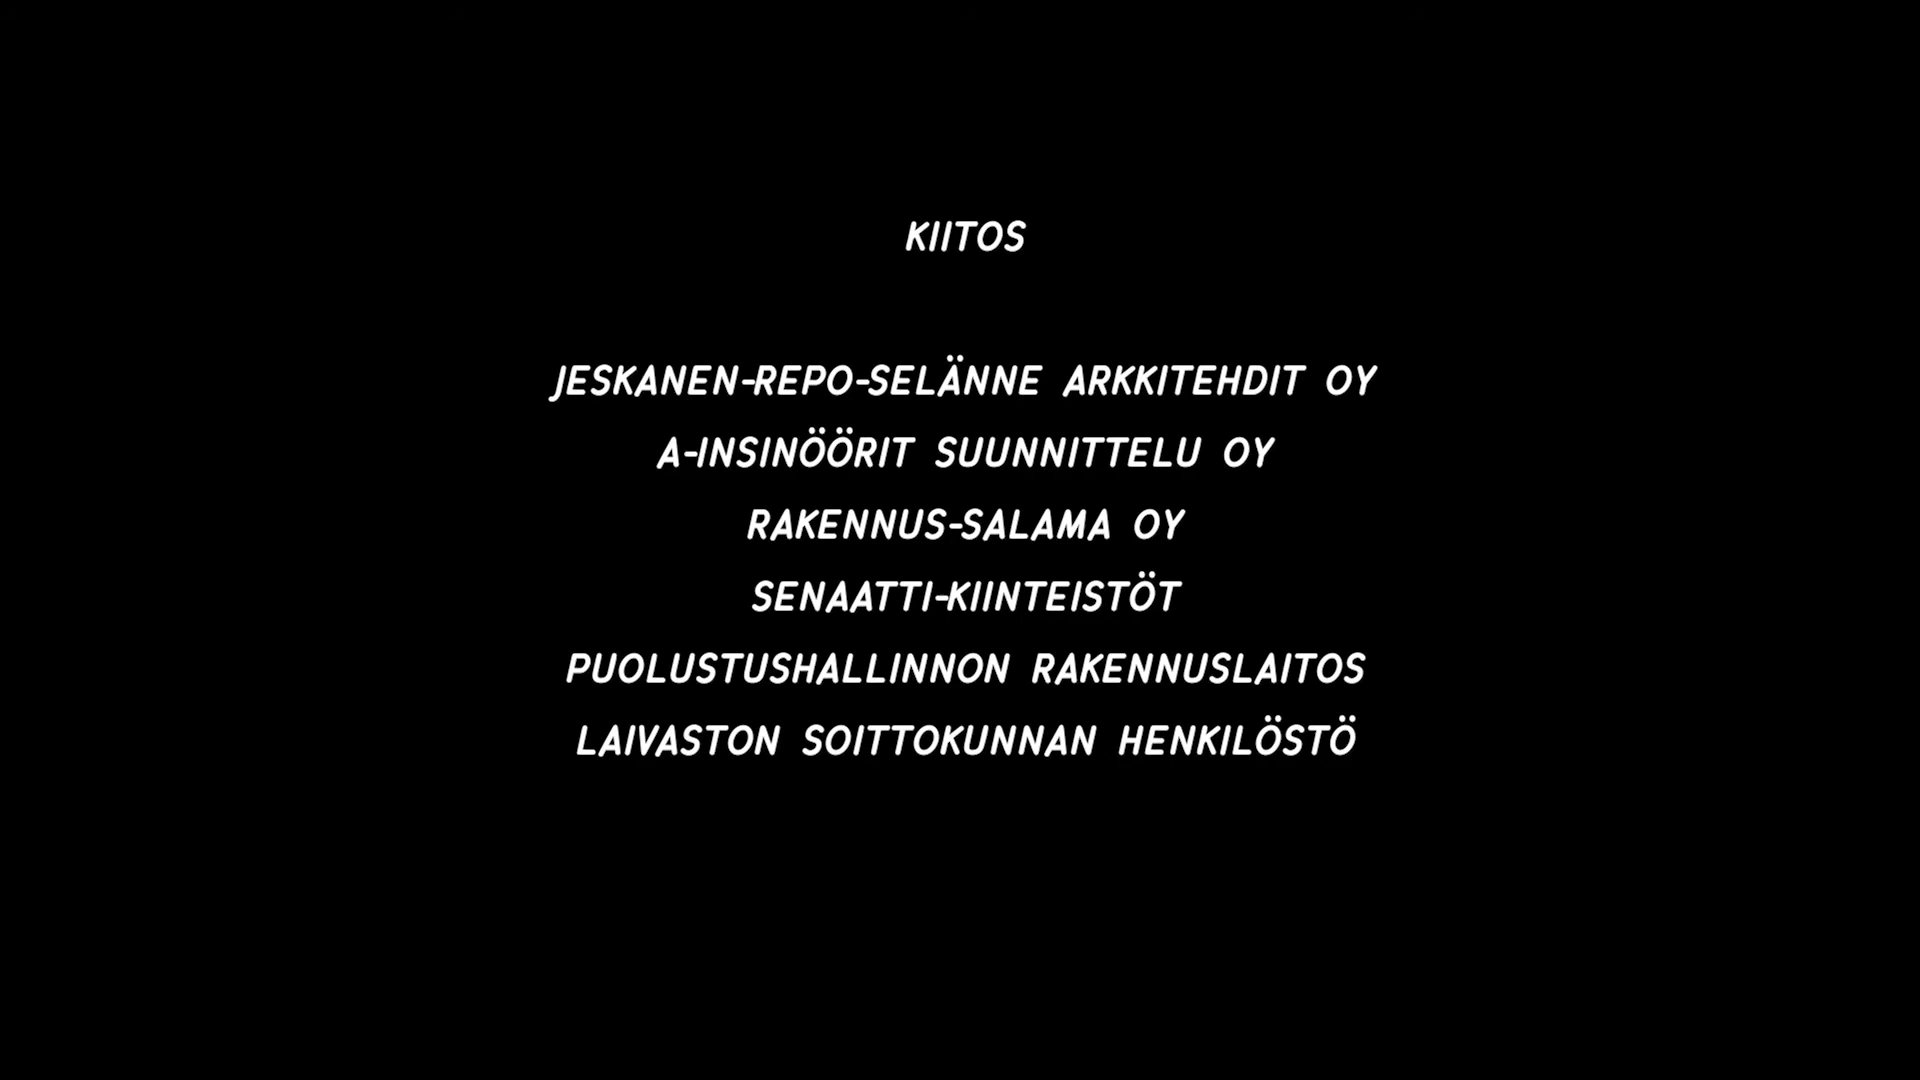 KIITOS
JESKANEN-REPO-SELÄNNE ARKKITEHDIT OY
A-INSINÖÖRIT SUUNNITTELU OY
RAKENNUS-SALAMA OY
SENAATTI-KIINTEISTÖT
PUOLUSTUSHALLINNON RAKENNUSLAITOS
LAIVASTON SOITTOKUNNAN HENKILÖSTÖ